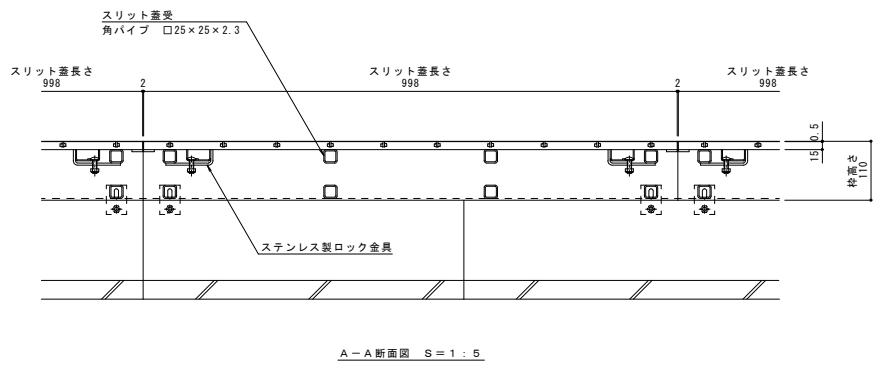 スリット蓋受
角パイプ □25×25×2.3
スリット蓋長さ
998
2
スリット蓋長さ
998
2
スリット蓋長さ
998
0.5
15
枠高さ
110
ステンレス製ロック金具
A－A断面図 S＝1：5